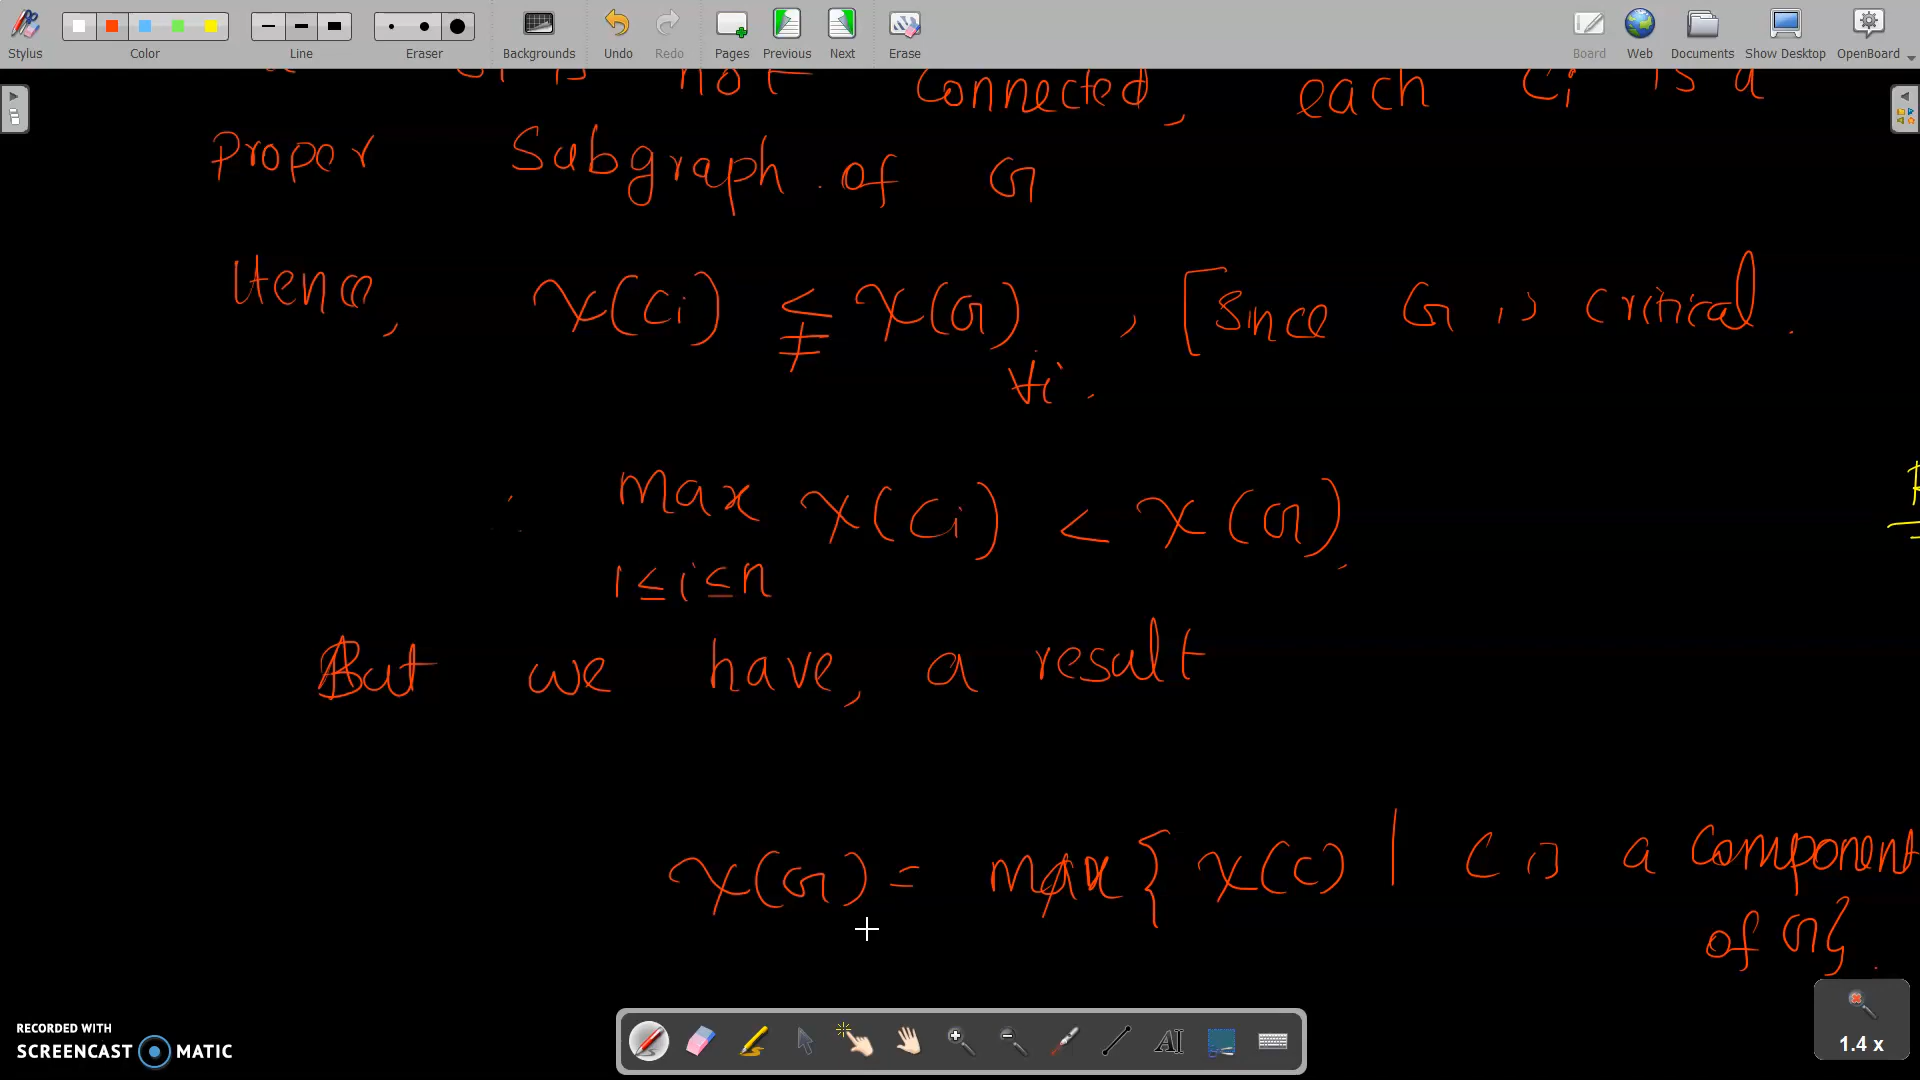 Stylus Color Line Eraser Backgrounds Undo Redo Pages Previous Next Erase Board Web Documents Show Desktop OpenBoard
is not connected, each Ci is a
proper Subgraph of G
Hence, χ(Ci) ≨ χ(G), [Since G is critical.
∀i.
∴ max χ(Ci) < χ(G).
1≤i≤n
But we have, a result
χ(G) = max{ χ(C) | C is a component
of G}.
RECORDED WITH
SCREENCAST MATIC
1.4 x